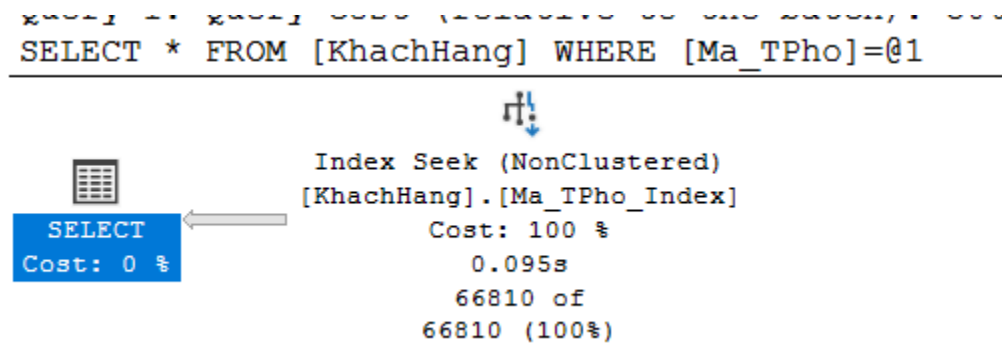 SELECT * FROM [KhachHang] WHERE [Ma_TPho]=@1
Index Seek (NonClustered)
[KhachHang].[Ma_TPho_Index]
Cost: 100 %
0.095s
66810 of
66810 (100%)
SELECT
Cost: 0 %